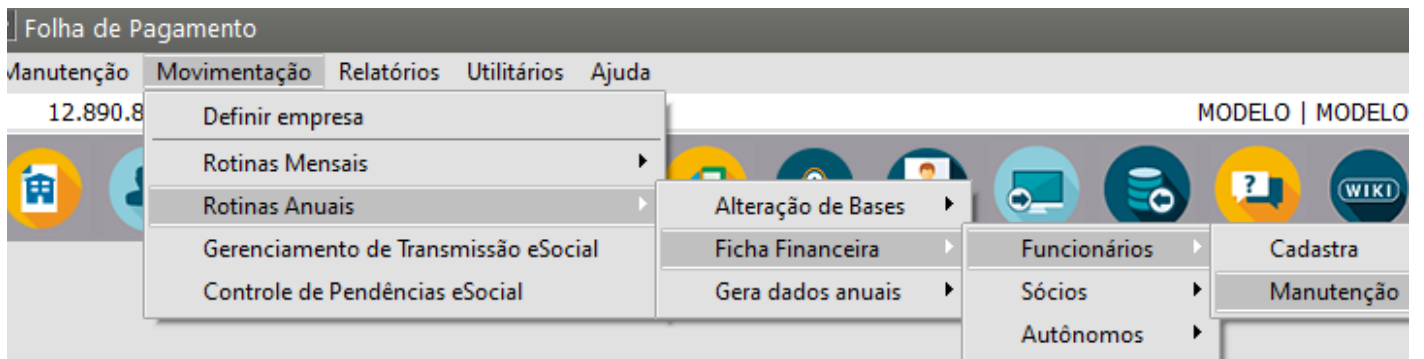 Folha de Pagamento
Manutenção Movimentação Relatórios Utilitários Ajuda
12.890.8 MODELO | MODELO
Definir empresa
Rotinas Mensais
Rotinas Anuais
Gerenciamento de Transmissão eSocial
Controle de Pendências eSocial
Alteração de Bases
Ficha Financeira
Gera dados anuais
Funcionários
Sócios
Autônomos
Cadastra
Manutenção
?
WIKI